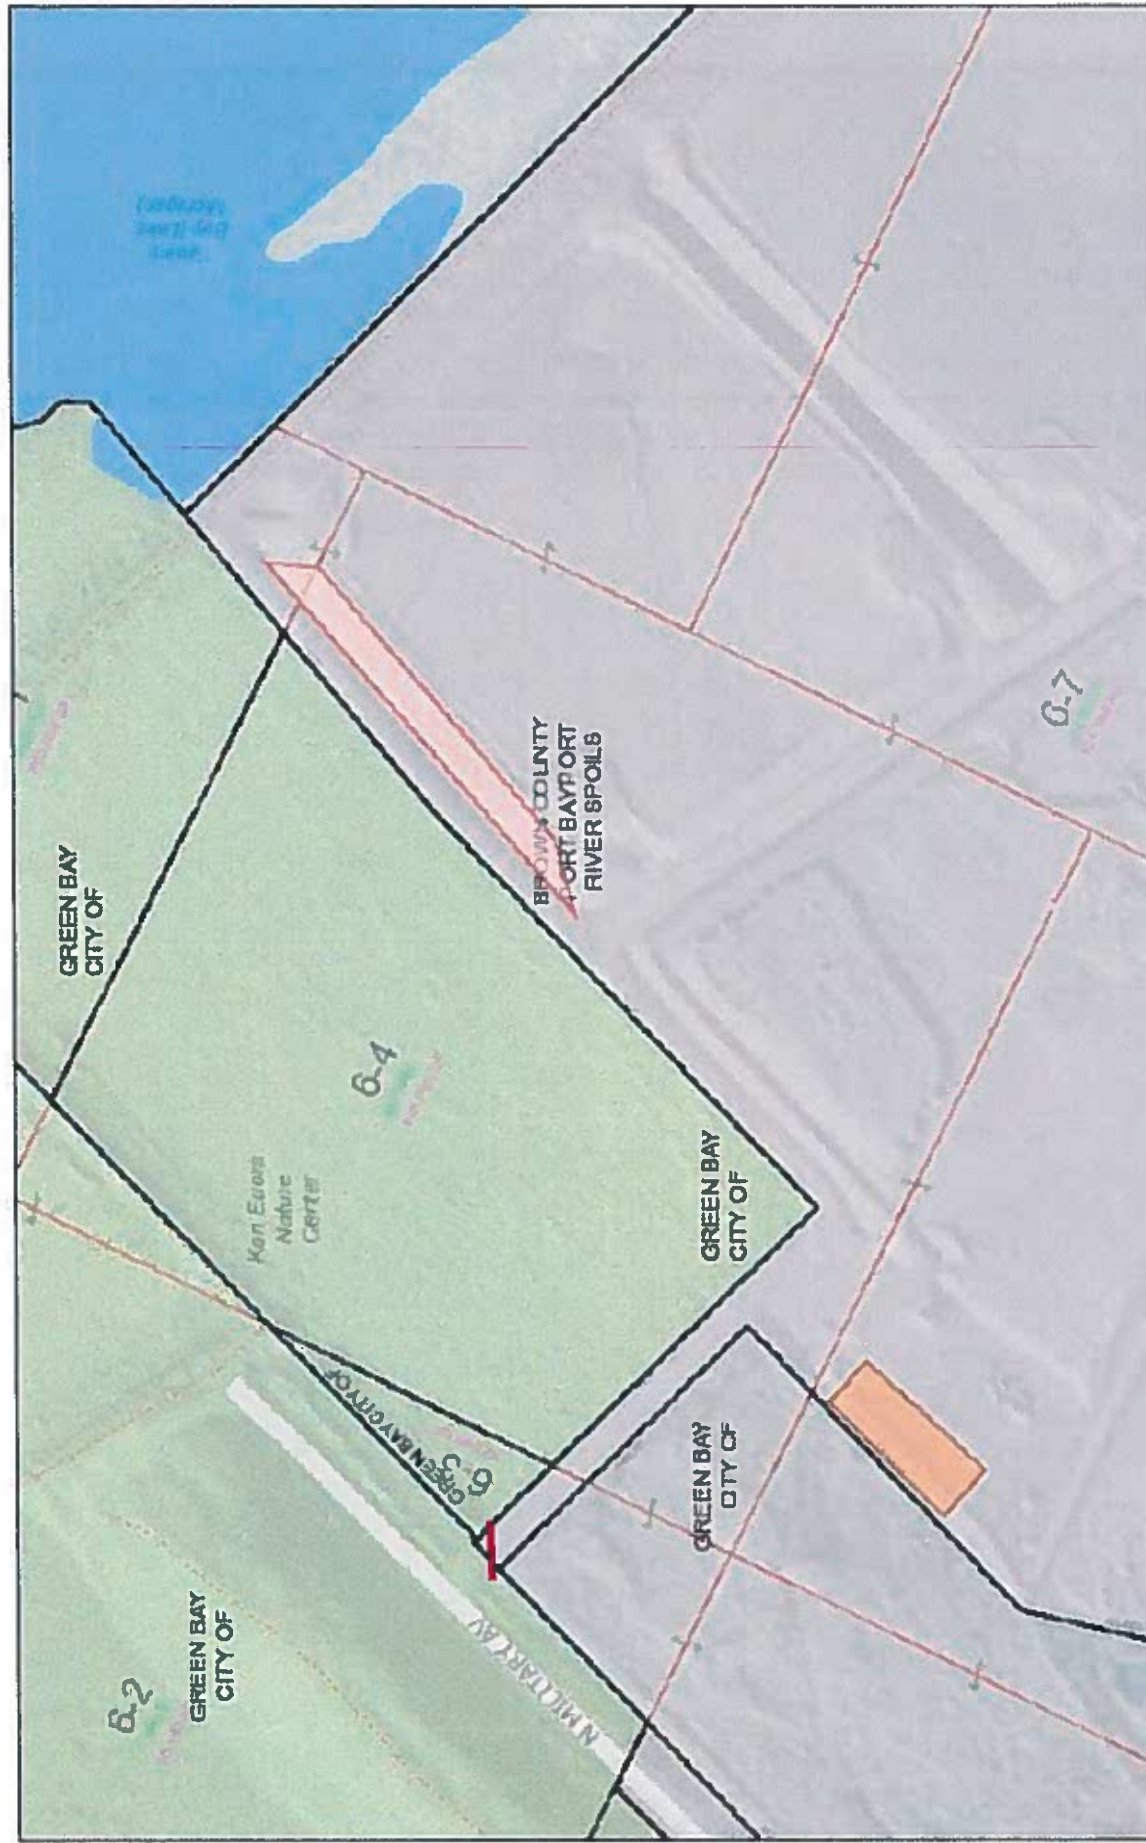 GREEN BAY
CITY OF
6-2
GREEN BAY
CITY OF
N MILITARY AV
GREEN BAY CITY OF
6-3
Ken Euers
Nature
Center
6-4
GREEN BAY
CITY OF
GREEN BAY
CITY OF
BROWN COUNTY
PORT BAYPORT
RIVER SPOILS
6-7